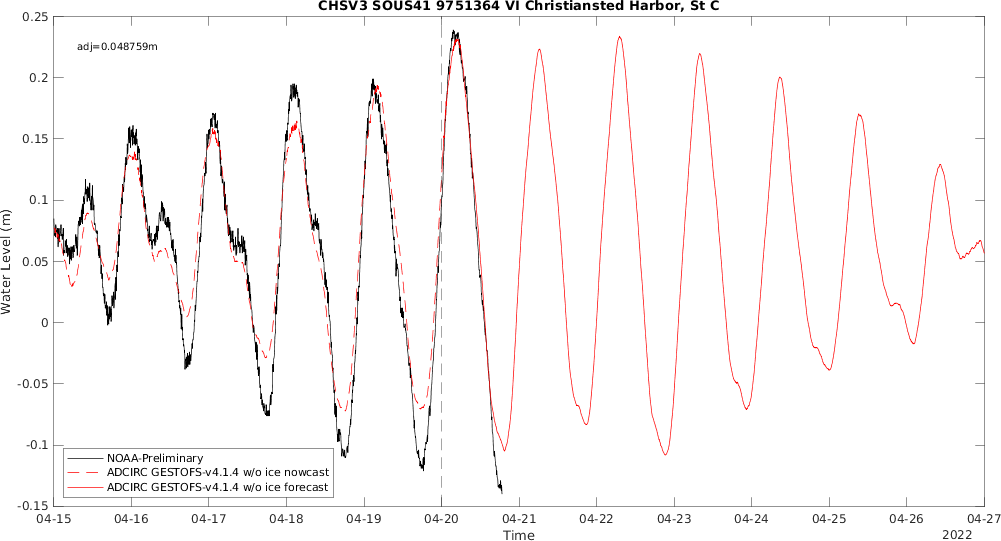 CHSV3 SOUS41 9751364 VI Christiansted Harbor, St C
0.25
adj=0.048759m
0.2
0.15
0.1
0.05
0
-0.05
-0.1
-0.15
Water Level (m)
NOAA-Preliminary
ADCIRC GESTOFS-v4.1.4 w/o ice nowcast
ADCIRC GESTOFS-v4.1.4 w/o ice forecast
04-15 04-16 04-17 04-18 04-19 04-20 04-21 04-22 04-23 04-24 04-25 04-26 04-27
Time
2022